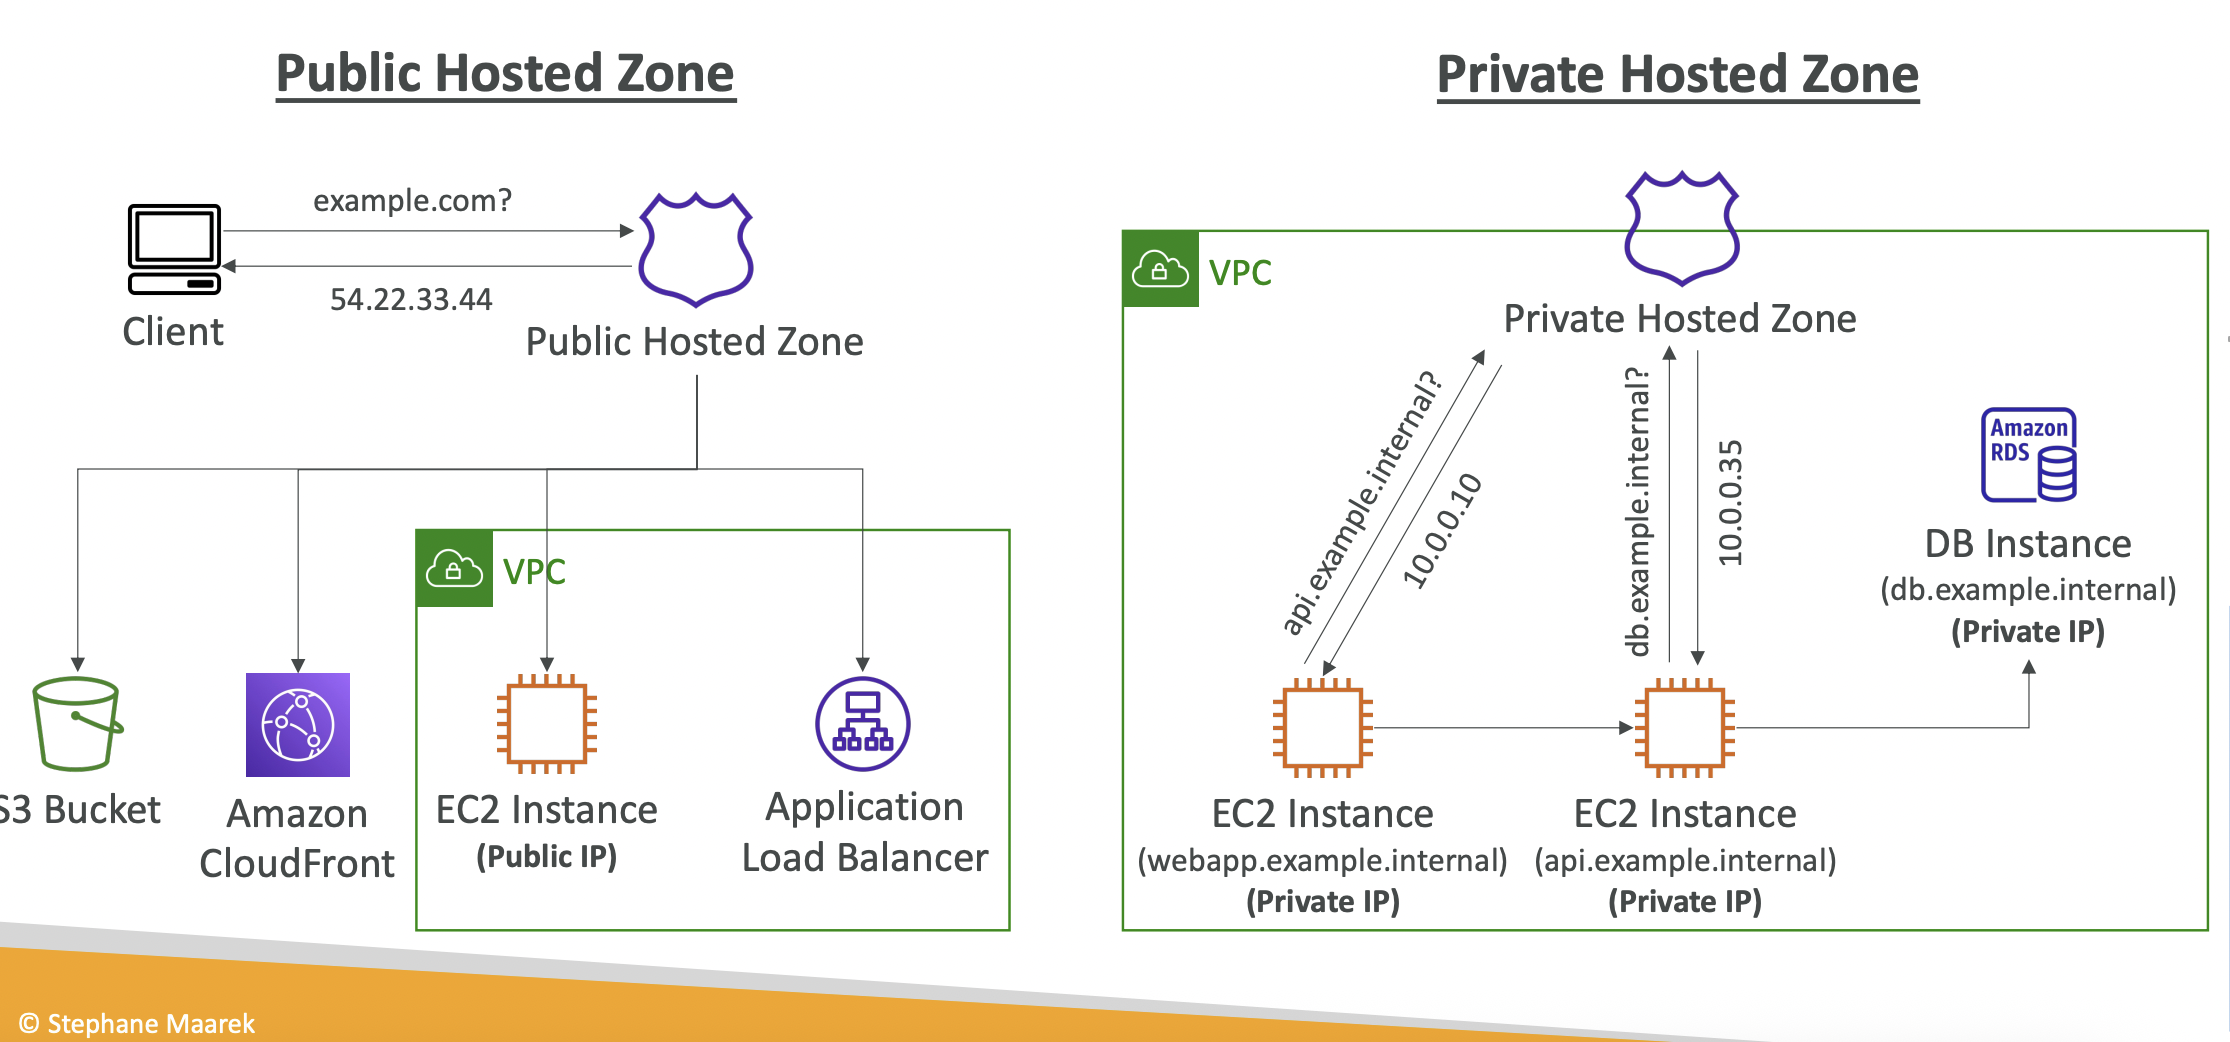 Public Hosted Zone
example.com?
54.22.33.44
Client
Public Hosted Zone
VPC
S3 Bucket
Amazon
CloudFront
EC2 Instance
(Public IP)
Application
Load Balancer
Private Hosted Zone
VPC
Private Hosted Zone
api.example.internal?
10.0.0.10
db.example.internal?
10.0.0.35
Amazon
RDS
DB Instance
(db.example.internal)
(Private IP)
EC2 Instance
(webapp.example.internal)
(Private IP)
EC2 Instance
(api.example.internal)
(Private IP)
© Stephane Maarek